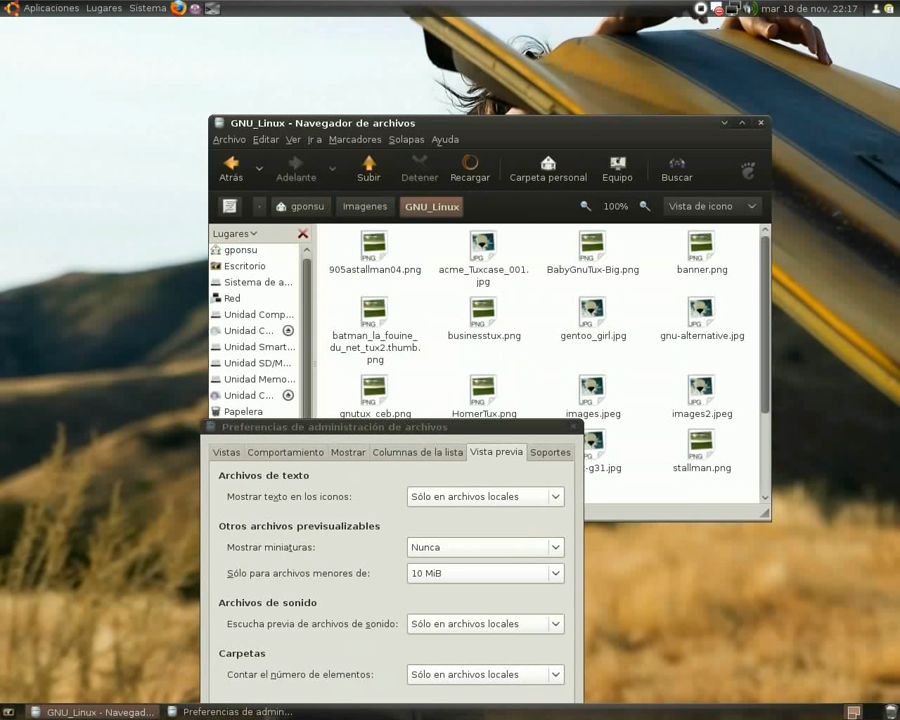 Aplicaciones Lugares Sistema
mar 18 de nov, 22:17
GNU_Linux - Navegador de archivos
Archivo Editar Ver Ir a Marcadores Solapas Ayuda
Atrás Adelante Subir Detener Recargar Carpeta personal Equipo Buscar
gponsu Imagenes GNU_Linux 100% Vista de icono
Lugares
gponsu
Escritorio
Sistema de a...
Red
Unidad Comp...
Unidad C...
Unidad Smart...
Unidad SD/M...
Unidad Memo...
Unidad C...
Papelera
905astallman04.png
acme_Tuxcase_001.
jpg
BabyGnuTux-Big.png
banner.png
batman_la_fouine_
du_net_tux2.thumb.
png
businesstux.png
gentoo_girl.jpg
gnu-alternative.jpg
gnutux_ceb.png
HomerTux.png
images.jpeg
images2.jpeg
-g31.jpg
stallman.png
Preferencias de administración de archivos
Vistas Comportamiento Mostrar Columnas de la lista Vista previa Soportes
Archivos de texto
Mostrar texto en los iconos: Sólo en archivos locales
Otros archivos previsualizables
Mostrar miniaturas: Nunca
Sólo para archivos menores de: 10 MiB
Archivos de sonido
Escucha previa de archivos de sonido: Sólo en archivos locales
Carpetas
Contar el número de elementos: Sólo en archivos locales
GNU_Linux - Navegad... Preferencias de admin...